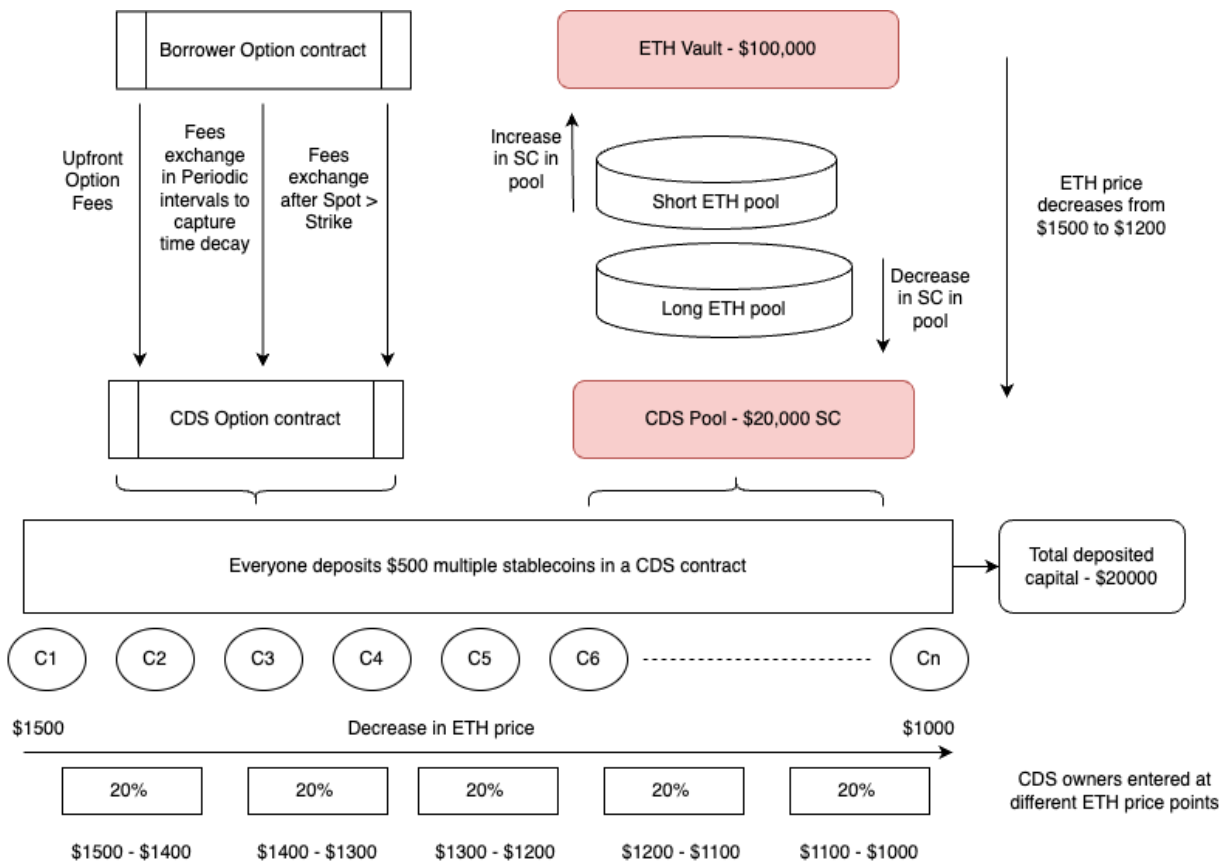 Borrower Option contract
ETH Vault - $100,000
Upfront
Option
Fees
Fees
exchange
in Periodic
intervals to
capture
time decay
Fees
exchange
after Spot >
Strike
Increase
in SC in
pool
Short ETH pool
Long ETH pool
Decrease
in SC in
pool
ETH price
decreases from
$1500 to $1200
CDS Option contract
CDS Pool - $20,000 SC
Everyone deposits $500 multiple stablecoins in a CDS contract
Total deposited
capital - $20000
C1
C2
C3
C4
C5
C6
Cn
$1500
Decrease in ETH price
$1000
20%
20%
20%
20%
20%
CDS owners entered at
different ETH price points
$1500 - $1400
$1400 - $1300
$1300 - $1200
$1200 - $1100
$1100 - $1000